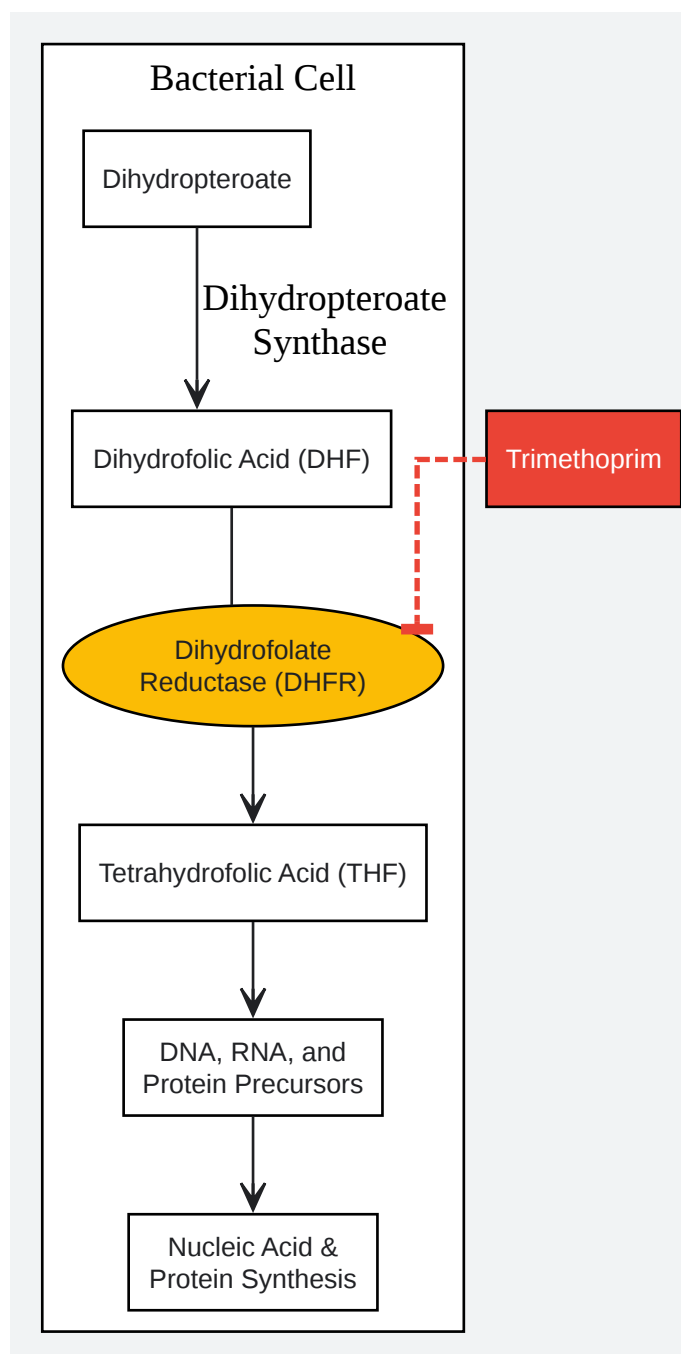 Bacterial Cell
Dihydropteroate
Dihydropteroate
Synthase
Dihydrofolic Acid (DHF)
Trimethoprim
Dihydrofolate
Reductase (DHFR)
Tetrahydrofolic Acid (THF)
DNA, RNA, and
Protein Precursors
Nucleic Acid &
Protein Synthesis